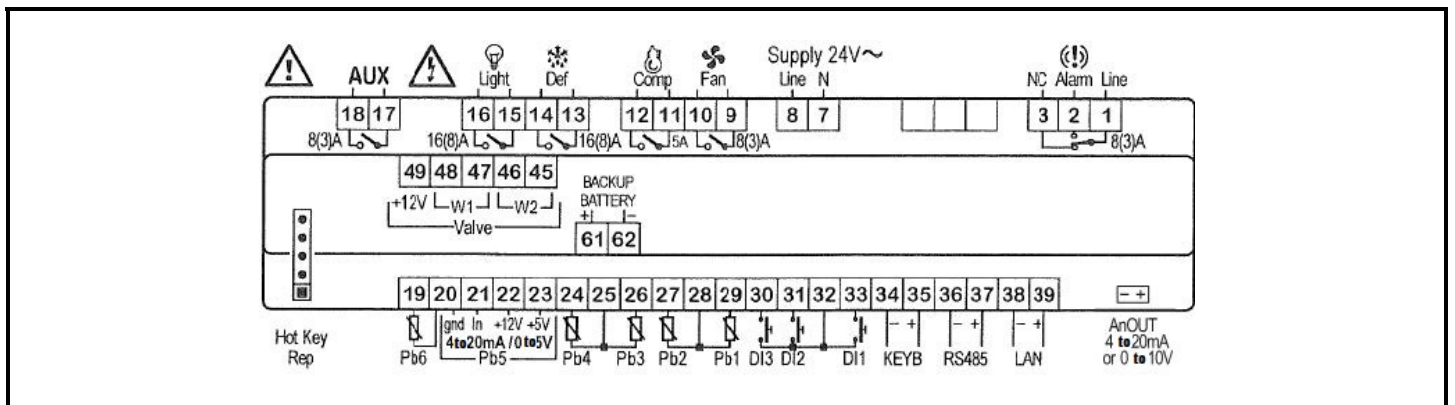 AUX Light Def Comp Fan Supply 24V~
Line N NC Alarm Line
18 17 16 15 14 13 12 11 10 9 8 7 3 2 1
8(3)A 16(8)A 16(8)A 5A 8(3)A 8(3)A
49 48 47 46 45
+12V W1 W2
Valve
BACKUP
BATTERY
+ -
61 62
19 20 21 22 23 24 25 26 27 28 29 30 31 32 33 34 35 36 37 38 39 - +
gnd In +12V +5V - + - + - +
4to20mA / 0to5V
Pb6 Pb5 Pb4 Pb3 Pb2 Pb1 DI3 DI2 DI1 KEYB RS485 LAN
Hot Key
Rep
AnOUT
4 to 20mA
or 0 to 10V